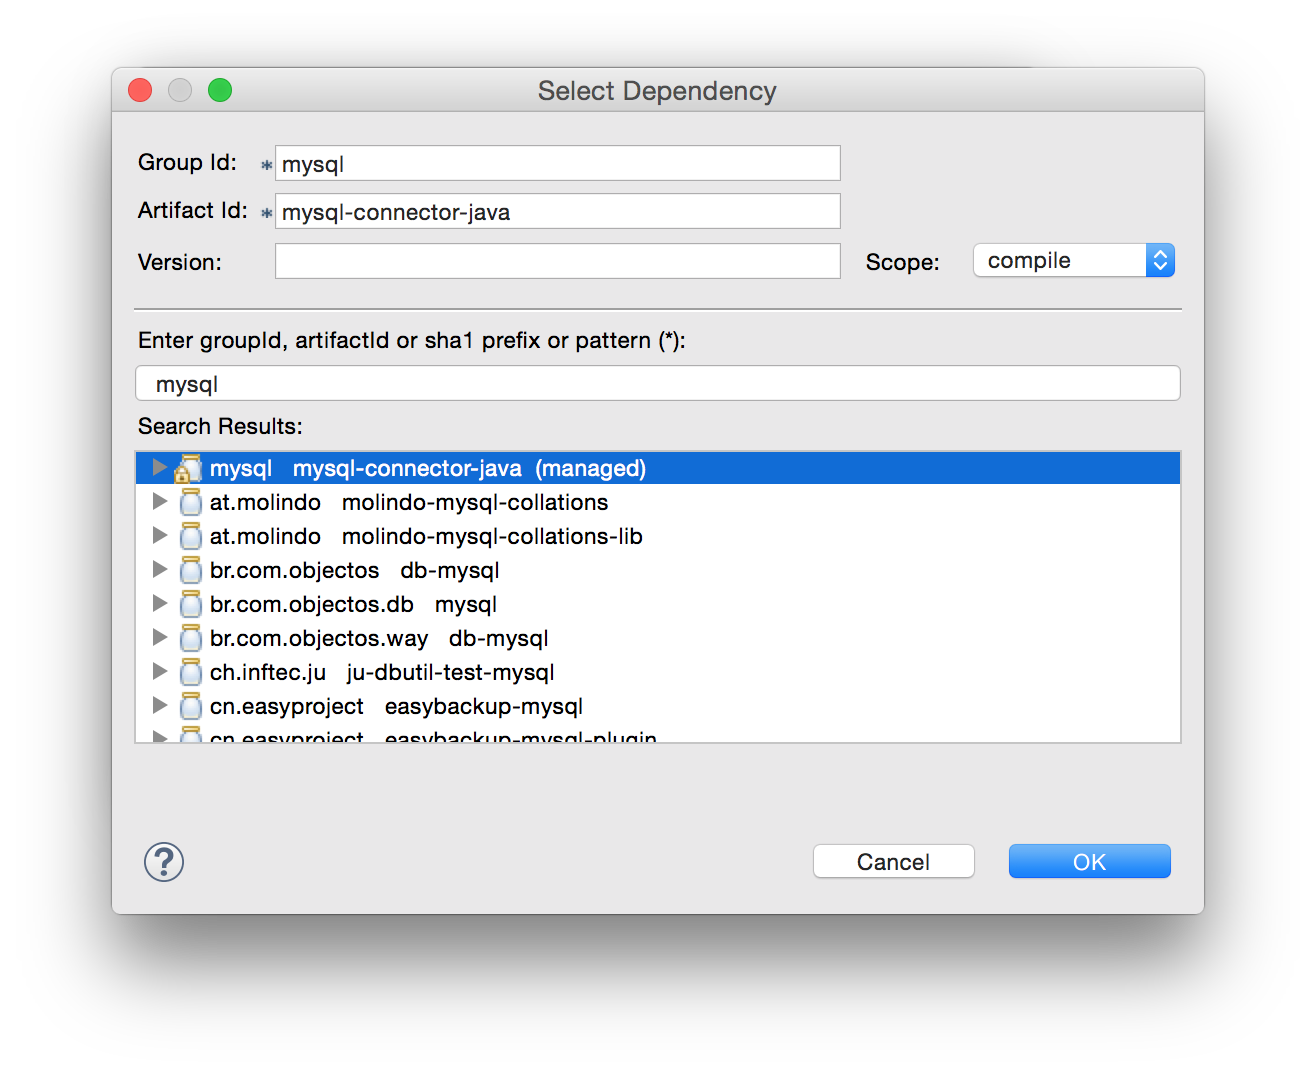 Select Dependency
Group Id: * mysql
Artifact Id: * mysql-connector-java
Version:
Scope: compile
Enter groupId, artifactId or sha1 prefix or pattern (*):
mysql
Search Results:
mysql mysql-connector-java (managed)
at.molindo molindo-mysql-collations
at.molindo molindo-mysql-collations-lib
br.com.objectos db-mysql
br.com.objectos.db mysql
br.com.objectos.way db-mysql
ch.inftec.ju ju-dbutil-test-mysql
cn.easyproject easybackup-mysql
cn.easyproject easybackup-mysql-plugin
? Cancel OK